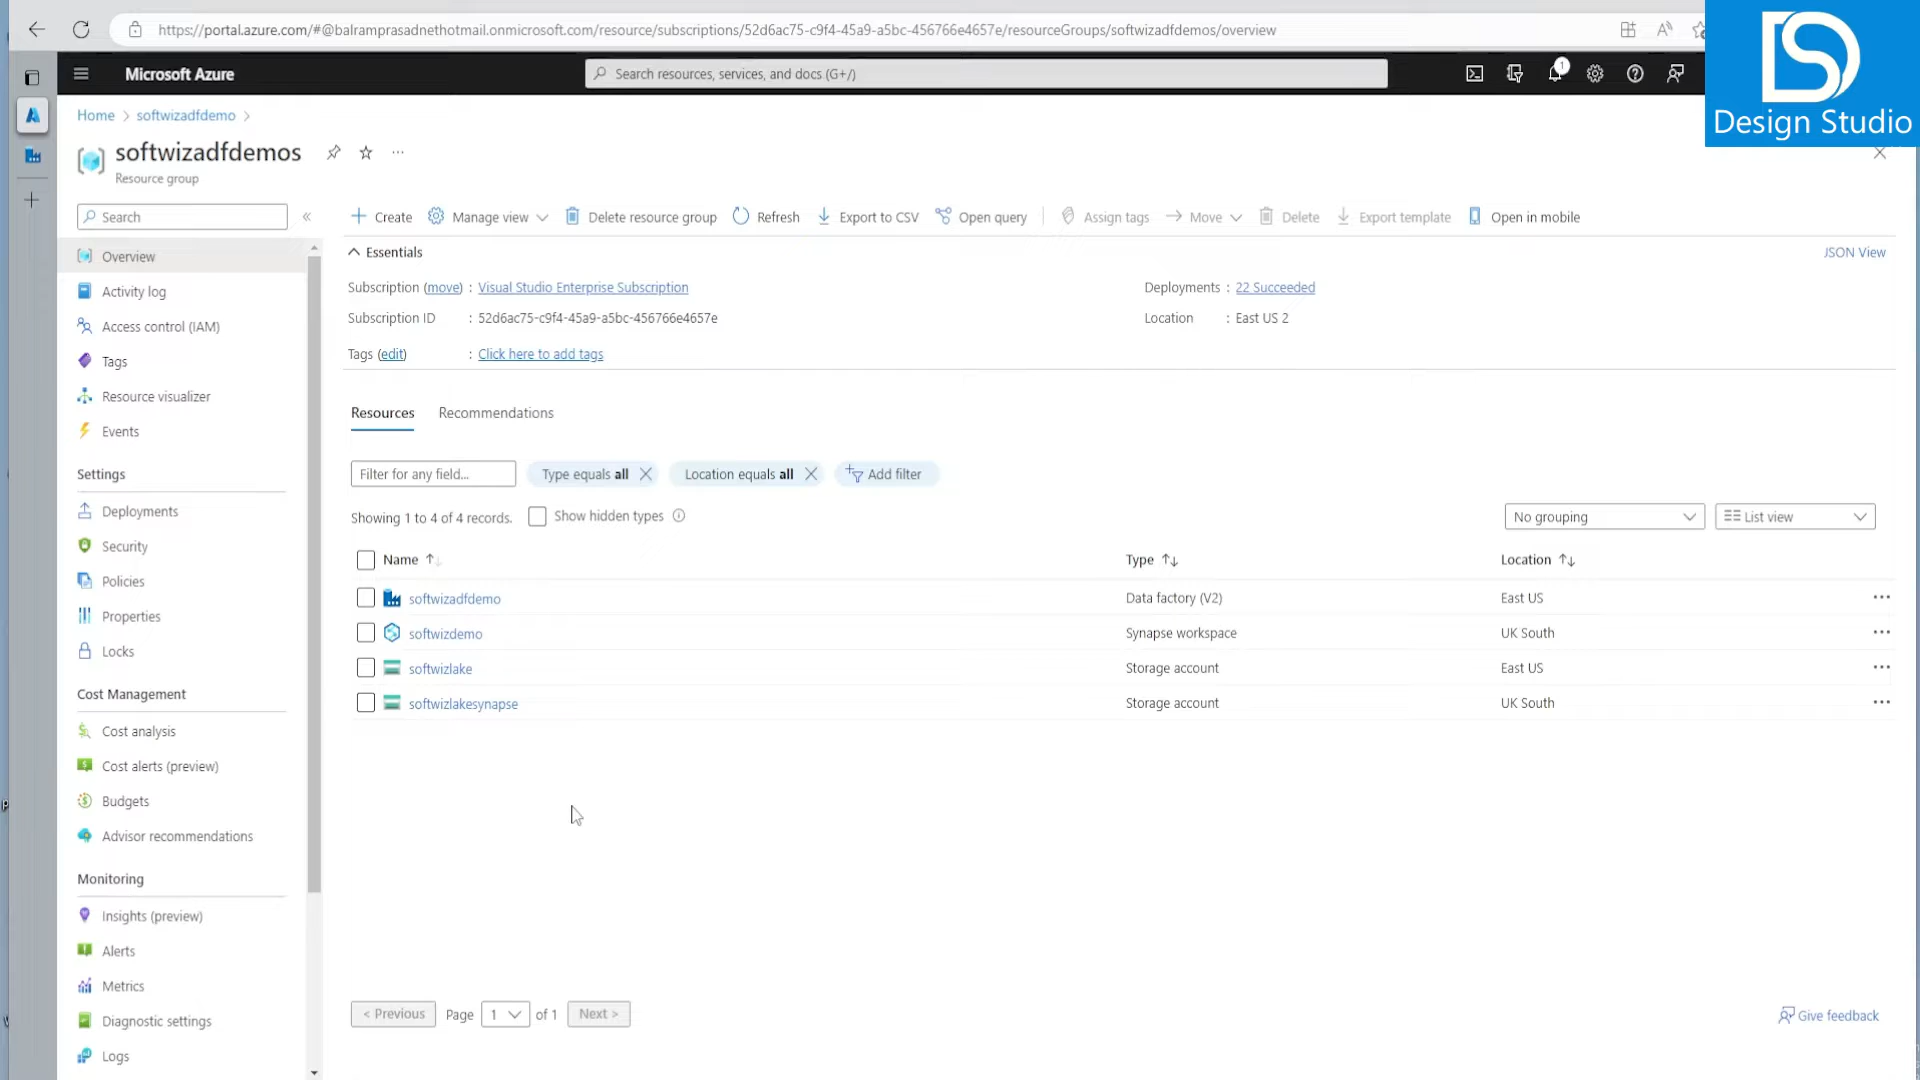 https://portal.azure.com/#@balramprasadnethotmail.onmicrosoft.com/resource/subscriptions/52d6ac75-c9f4-45a9-a5bc-456766e4657e/resourceGroups/softwizadfdemos/overview
Design Studio
Microsoft Azure
Search resources, services, and docs (G+/)
1
Home > softwizadfdemo >
softwizadfdemos
Resource group
Search
Create
Manage view
Delete resource group
Refresh
Export to CSV
Open query
Assign tags
Move
Delete
Export template
Open in mobile
Overview
Activity log
Access control (IAM)
Tags
Resource visualizer
Events
Settings
Deployments
Security
Policies
Properties
Locks
Cost Management
Cost analysis
Cost alerts (preview)
Budgets
Advisor recommendations
Monitoring
Insights (preview)
Alerts
Metrics
Diagnostic settings
Logs
Essentials
JSON View
Subscription (move) : Visual Studio Enterprise Subscription
Deployments : 22 Succeeded
Subscription ID : 52d6ac75-c9f4-45a9-a5bc-456766e4657e
Location : East US 2
Tags (edit) : Click here to add tags
Resources
Recommendations
Filter for any field...
Type equals all
Location equals all
Add filter
Showing 1 to 4 of 4 records.
Show hidden types
No grouping
List view
Name Type Location
softwizadfdemo Data factory (V2) East US
softwizdemo Synapse workspace UK South
softwizlake Storage account East US
softwizlakesynapse Storage account UK South
< Previous Page 1 of 1 Next >
Give feedback